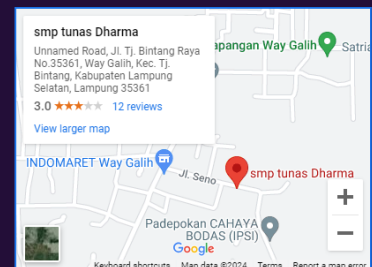 smp tunas Dharma
Unnamed Road, Jl. Tj. Bintang Raya
No.35361, Way Galih, Kec. Tj.
Bintang, Kabupaten Lampung
Selatan, Lampung 35361
3.0 12 reviews
View larger map
apangan Way Galih
Satria
INDOMARET Way Galih
Jl. Seno
smp tunas Dharma
Padepokan CAHAYA
BODAS (IPSI)
+
−
Google
Keyboard shortcuts Map data ©2024 Terms Report a map error